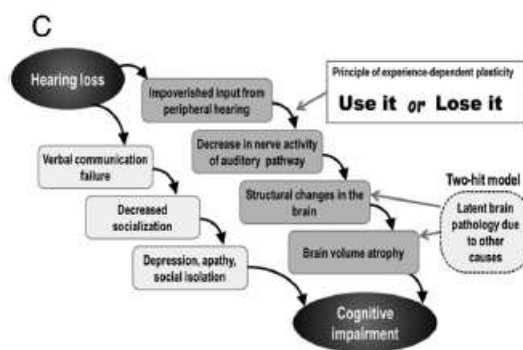 C
Hearing loss
Impoverished input from
peripheral hearing
Principle of experience-dependent plasticity
Use it or Lose it
Decrease in nerve activity
of auditory pathway
Verbal communication
failure
Two-hit model
Structural changes in the
brain
Latent brain
pathology due
to other
causes
Decreased
socialization
Brain volume atrophy
Depression, apathy,
social isolation
Cognitive
impairment